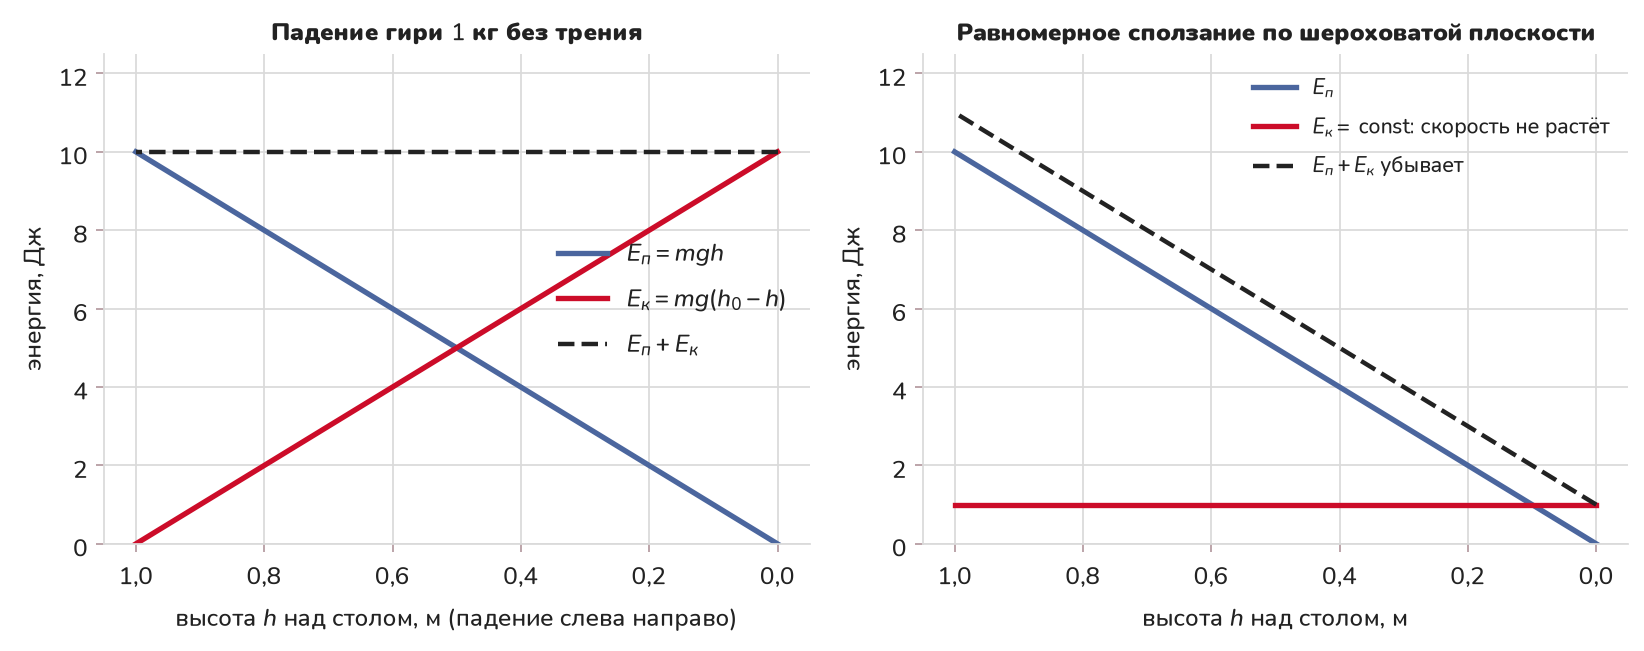 Падение гири 1 кг без трения
энергия, Дж
12
10
8
6
4
2
0
Eп = mgh
Eк = mg(h0 − h)
Eп + Eк
1,0 0,8 0,6 0,4 0,2 0,0
высота h над столом, м (падение слева направо)
Равномерное сползание по шероховатой плоскости
энергия, Дж
12
10
8
6
4
2
0
Eп
Eк = const: скорость не растёт
Eп + Eк убывает
1,0 0,8 0,6 0,4 0,2 0,0
высота h над столом, м